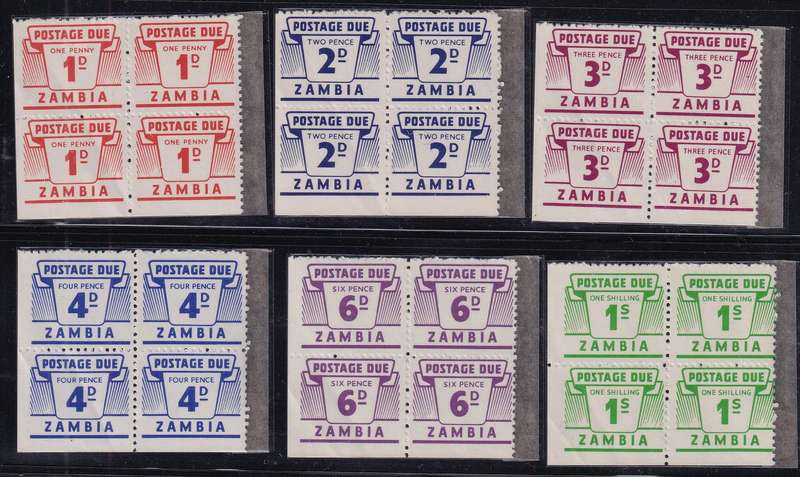 POSTAGE DUE POSTAGE DUE
ONE PENNY ONE PENNY
1D 1D
ZAMBIA ZAMBIA
POSTAGE DUE POSTAGE DUE
ONE PENNY ONE PENNY
1D 1D
ZAMBIA ZAMBIA
POSTAGE DUE POSTAGE DUE
TWO PENCE TWO PENCE
2D 2D
ZAMBIA ZAMBIA
POSTAGE DUE POSTAGE DUE
TWO PENCE TWO PENCE
2D 2D
ZAMBIA ZAMBIA
POSTAGE DUE POSTAGE DUE
THREE PENCE THREE PENCE
3D 3D
ZAMBIA ZAMBIA
POSTAGE DUE POSTAGE DUE
THREE PENCE THREE PENCE
3D 3D
ZAMBIA ZAMBIA
POSTAGE DUE POSTAGE DUE
FOUR PENCE FOUR PENCE
4D 4D
ZAMBIA ZAMBIA
POSTAGE DUE POSTAGE DUE
FOUR PENCE FOUR PENCE
4D 4D
ZAMBIA ZAMBIA
POSTAGE DUE POSTAGE DUE
SIX PENCE SIX PENCE
6D 6D
ZAMBIA ZAMBIA
POSTAGE DUE POSTAGE DUE
SIX PENCE SIX PENCE
6D 6D
ZAMBIA ZAMBIA
POSTAGE DUE POSTAGE DUE
ONE SHILLING ONE SHILLING
1S 1S
ZAMBIA ZAMBIA
POSTAGE DUE POSTAGE DUE
ONE SHILLING ONE SHILLING
1S 1S
ZAMBIA ZAMBIA